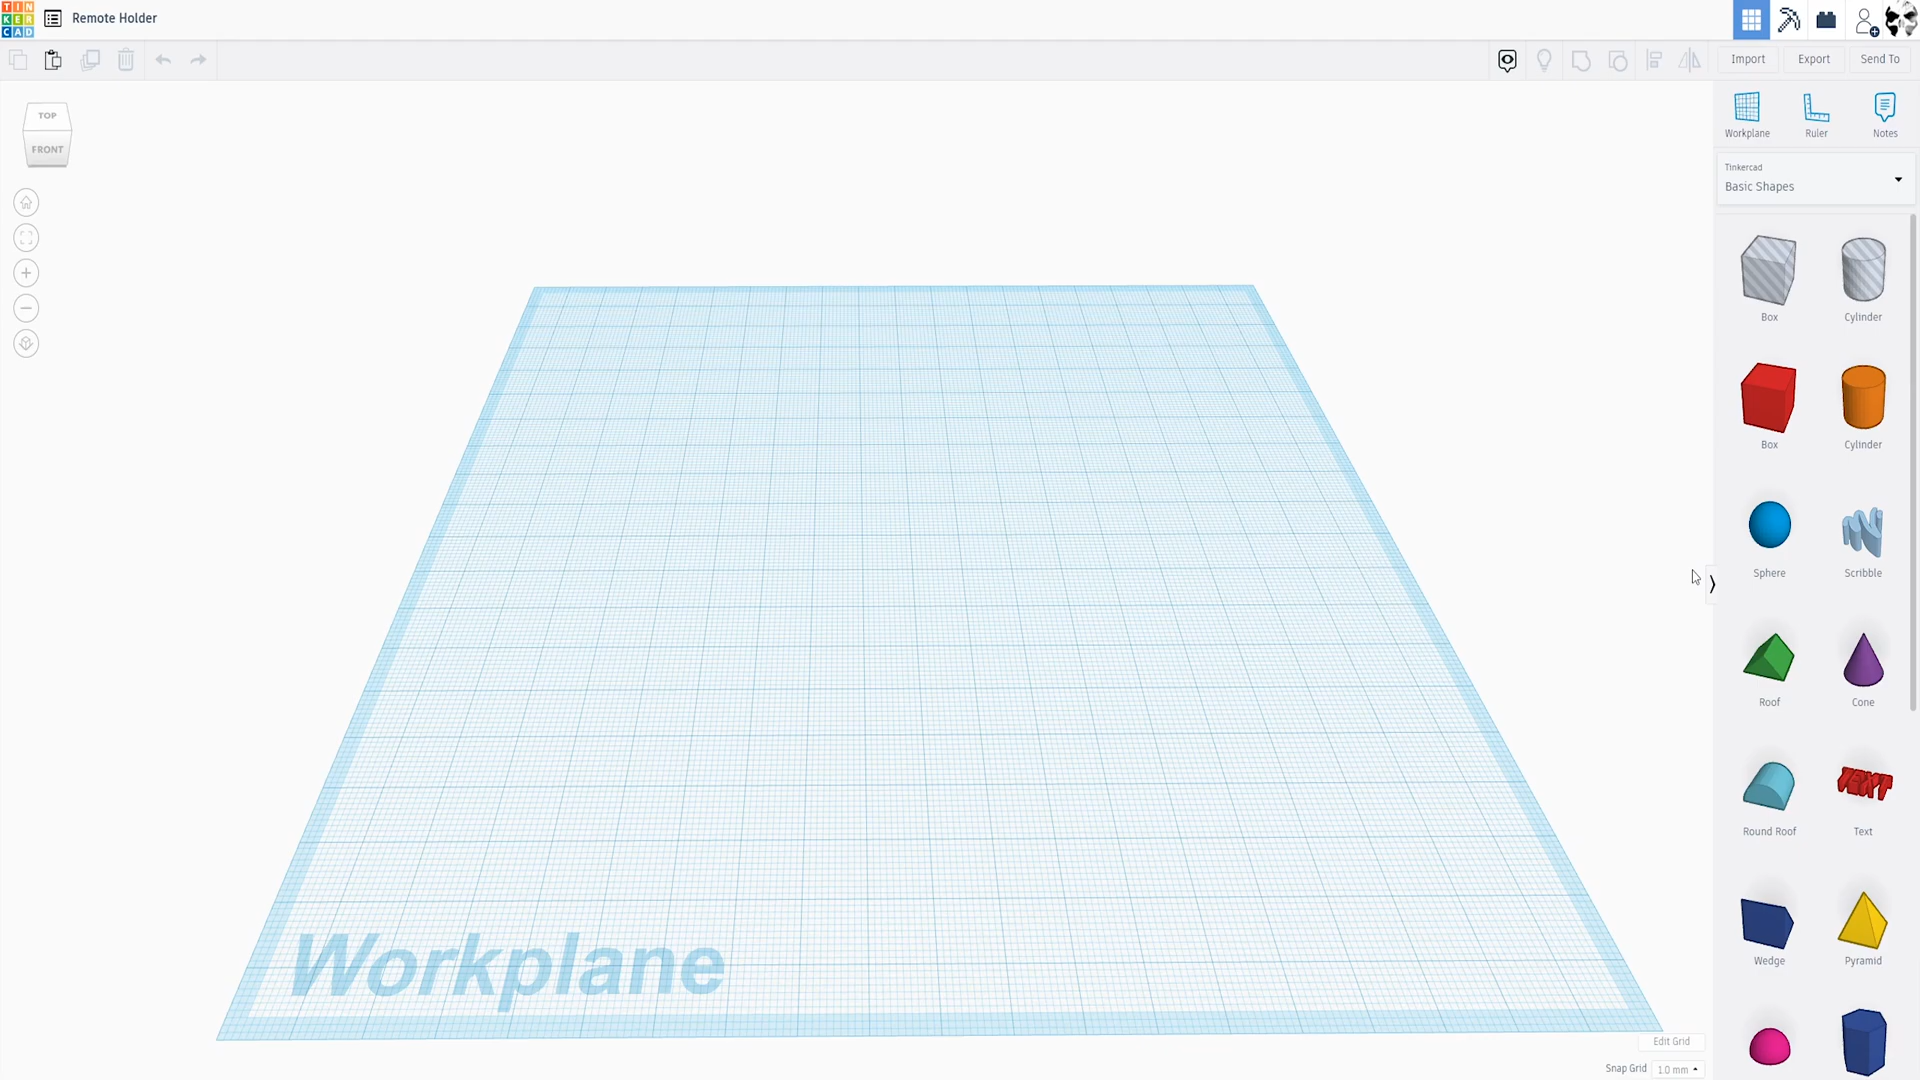 TIN
KER
CAD
Remote Holder
Import
Export
Send To
TOP
FRONT
Workplane
Ruler
Notes
Tinkercad
Basic Shapes
Box
Cylinder
Box
Cylinder
Sphere
Scribble
Roof
Cone
Round Roof
Text
TEXT
Wedge
Pyramid
Workplane
Edit Grid
Snap Grid
1.0 mm